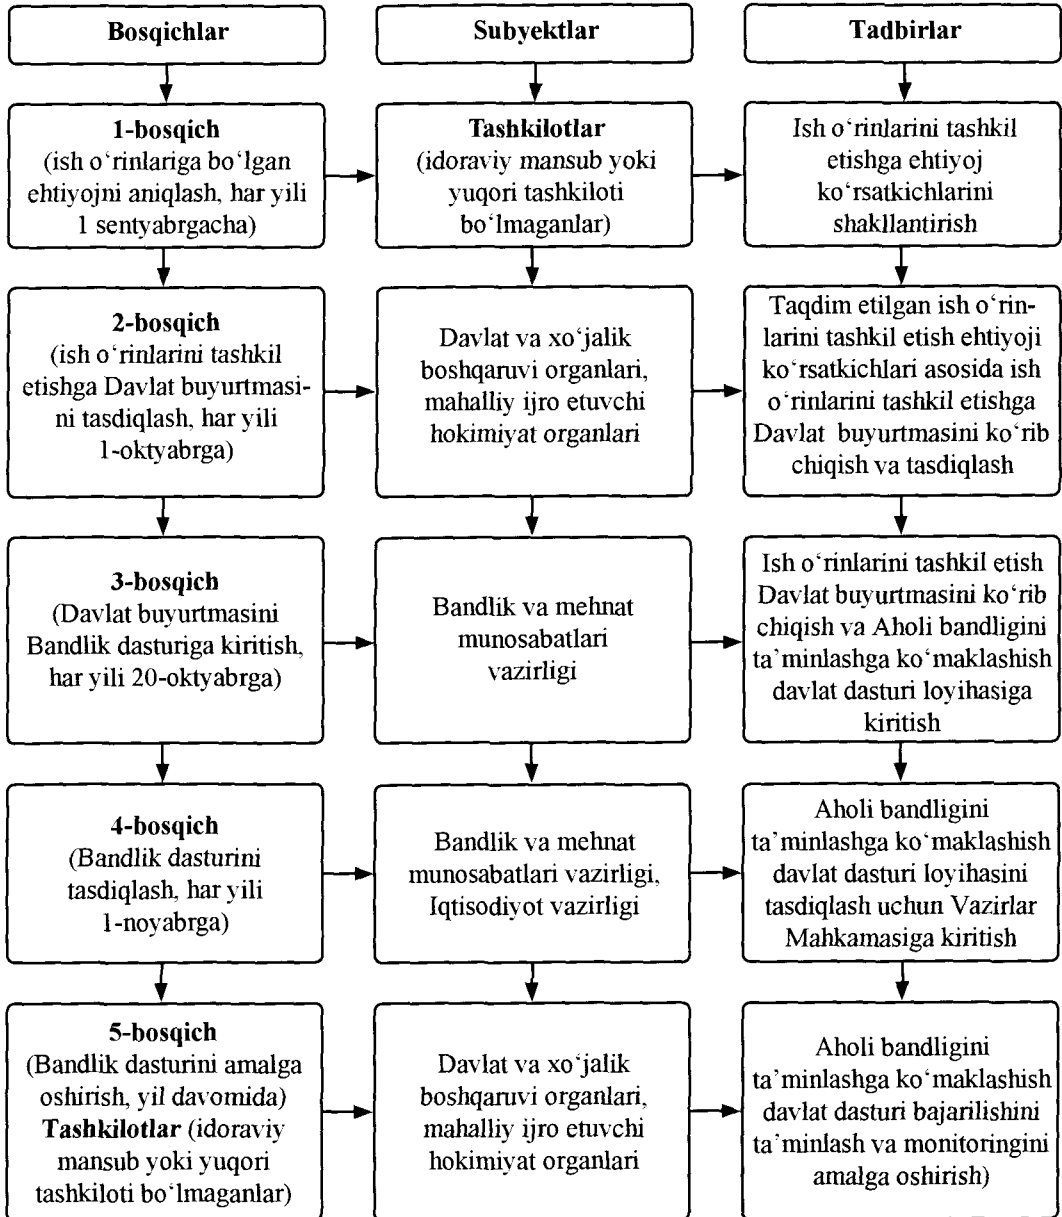 Bosqichlar
Subyektlar
Tadbirlar
1-bosqich
(ish o‘rinlariga bo‘lgan
ehtiyojni aniqlash, har yili
1 sentyabrgacha)
Tashkilotlar
(idoraviy mansub yoki
yuqori tashkiloti
bo‘lmaganlar)
Ish o‘rinlarini tashkil
etishga ehtiyoj
ko‘rsatkichlarini
shakllantirish
2-bosqich
(ish o‘rinlarini tashkil
etishga Davlat buyurtmasi-
ni tasdiqlash, har yili
1-oktyabrga)
Davlat va xo‘jalik
boshqaruvi organlari,
mahalliy ijro etuvchi
hokimiyat organlari
Taqdim etilgan ish o‘rin-
larini tashkil etish ehtiyoji
ko‘rsatkichlari asosida ish
o‘rinlarini tashkil etishga
Davlat buyurtmasini ko‘rib
chiqish va tasdiqlash
3-bosqich
(Davlat buyurtmasini
Bandlik dasturiga kiritish,
har yili 20-oktyabrga)
Bandlik va mehnat
munosabatlari
vazirligi
Ish o‘rinlarini tashkil etish
Davlat buyurtmasini ko‘rib
chiqish va Aholi bandligini
ta’minlashga ko‘maklashish
davlat dasturi loyihasiga
kiritish
4-bosqich
(Bandlik dasturini
tasdiqlash, har yili
1-noyabrga)
Bandlik va mehnat
munosabatlari vazirligi,
Iqtisodiyot vazirligi
Aholi bandligini
ta’minlashga ko‘maklashish
davlat dasturi loyihasini
tasdiqlash uchun Vazirlar
Mahkamasiga kiritish
5-bosqich
(Bandlik dasturini amalga
oshirish, yil davomida)
Tashkilotlar (idoraviy
mansub yoki yuqori
tashkiloti bo‘lmaganlar)
Davlat va xo‘jalik
boshqaruvi organlari,
mahalliy ijro etuvchi
hokimiyat organlari
Aholi bandligini
ta’minlashga ko‘maklashish
davlat dasturi bajarilishini
ta’minlash va monitoringini
amalga oshirish)